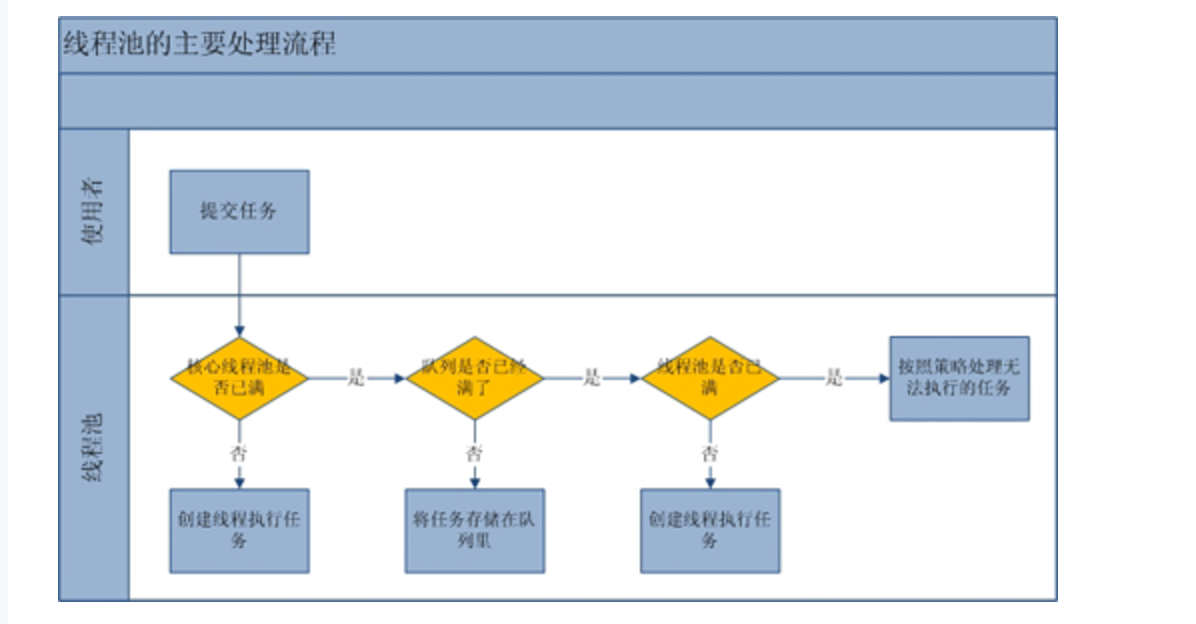 线程池的主要处理流程
使用者
提交任务
线程池
核心线程池是
否已满
是
队列是否已经
满了
是
线程池是否已
满
是
按照策略处理无
法执行的任务
否
否
否
创建线程执行任
务
将任务存储在队
列里
创建线程执行任
务